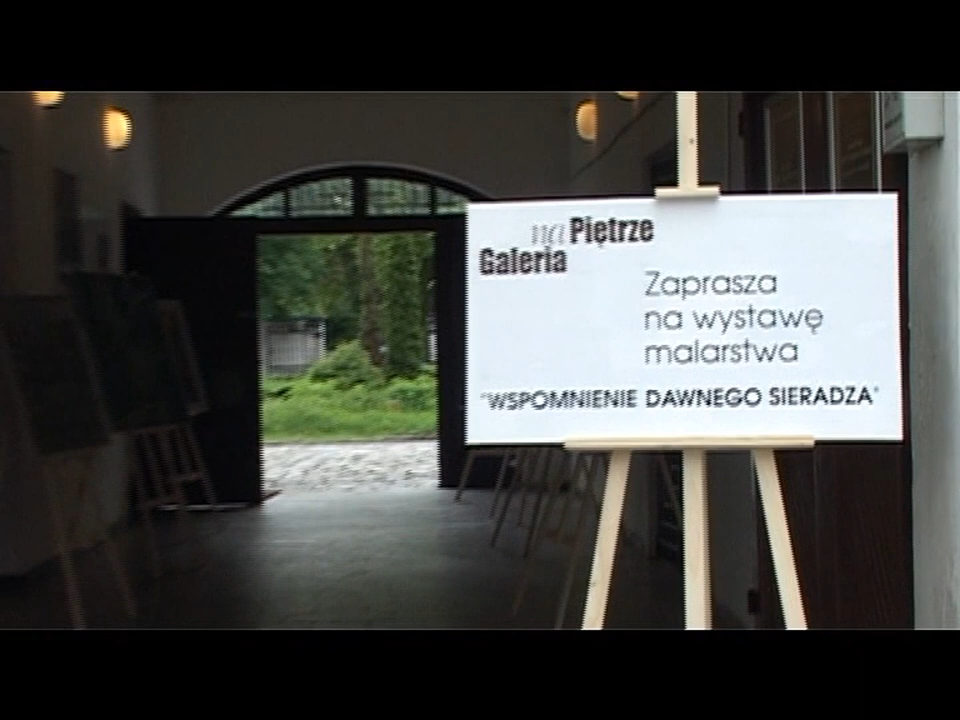 na Piętrze
Galeria
Zaprasza
na wystawę
malarstwa
"WSPOMNIENIE DAWNEGO SIERADZA"